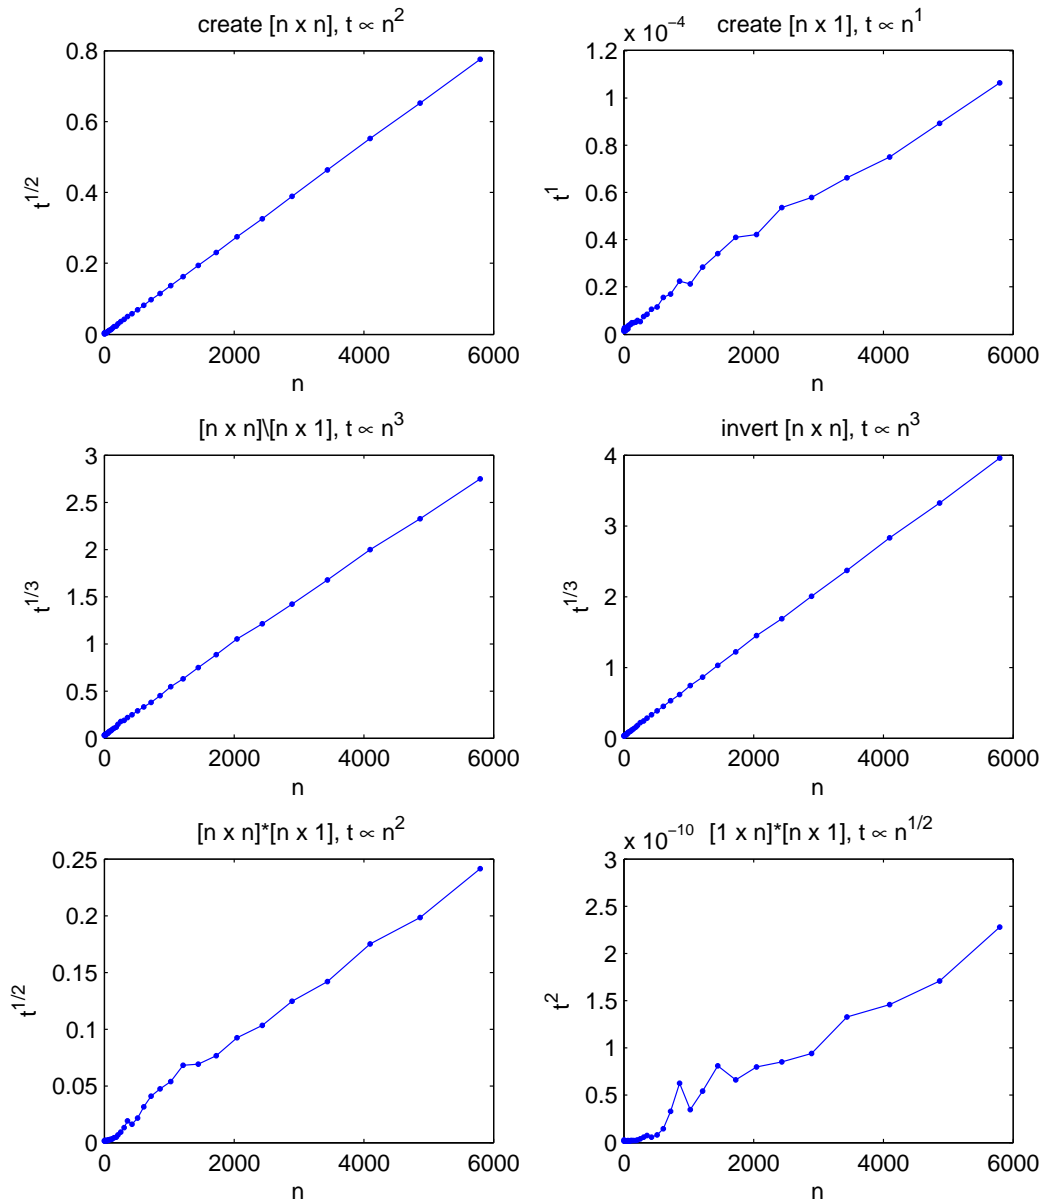 create [n x n], t ∝ n^2
0.8
0.6
0.4
0.2
0
t^1/2
0 2000 4000 6000
n
create [n x 1], t ∝ n^1
x 10^−4
1.2
1
0.8
0.6
0.4
0.2
0
t^1
0 2000 4000 6000
n
[n x n]\[n x 1], t ∝ n^3
3
2.5
2
1.5
1
0.5
0
t^1/3
0 2000 4000 6000
n
invert [n x n], t ∝ n^3
4
3
2
1
0
t^1/3
0 2000 4000 6000
n
[n x n]*[n x 1], t ∝ n^2
0.25
0.2
0.15
0.1
0.05
0
t^1/2
0 2000 4000 6000
n
x 10^−10 [1 x n]*[n x 1], t ∝ n^1/2
3
2.5
2
1.5
1
0.5
0
t^2
0 2000 4000 6000
n